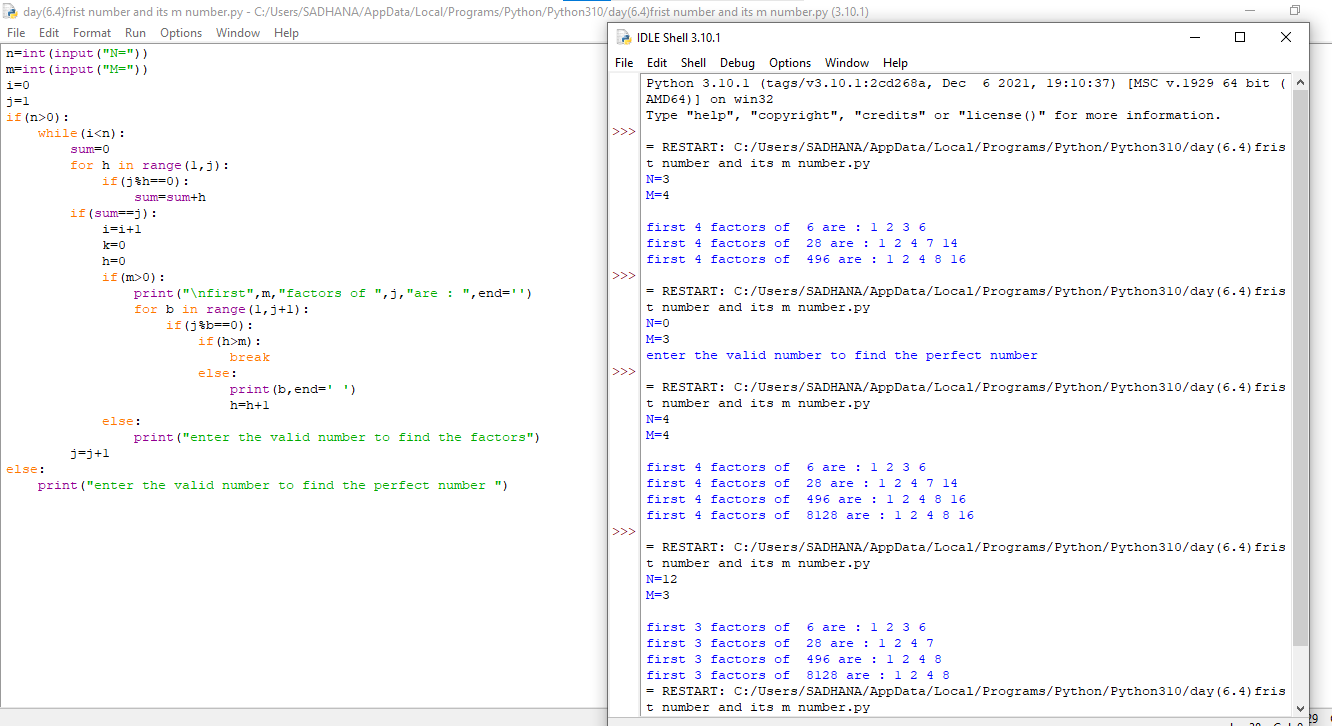 day(6.4)frist number and its m number.py - C:/Users/SADHANA/AppData/Local/Programs/Python/Python310/day(6.4)frist number and its m number.py (3.10.1)
File Edit Format Run Options Window Help
n=int(input("N="))
m=int(input("M="))
i=0
j=1
if(n>0):
    while(i<n):
        sum=0
        for h in range(1,j):
            if(j%h==0):
                sum=sum+h
        if(sum==j):
            i=i+1
            k=0
            h=0
            if(m>0):
                print("\nfirst",m,"factors of ",j,"are : ",end='')
                for b in range(1,j+1):
                    if(j%b==0):
                        if(h>m):
                            break
                        else:
                            print(b,end=' ')
                            h=h+1
            else:
                print("enter the valid number to find the factors")
        j=j+1
else:
    print("enter the valid number to find the perfect number ")
IDLE Shell 3.10.1
File Edit Shell Debug Options Window Help
Python 3.10.1 (tags/v3.10.1:2cd268a, Dec  6 2021, 19:10:37) [MSC v.1929 64 bit (
AMD64)] on win32
Type "help", "copyright", "credits" or "license()" for more information.
>>>
= RESTART: C:/Users/SADHANA/AppData/Local/Programs/Python/Python310/day(6.4)fris
t number and its m number.py
N=3
M=4
first 4 factors of  6 are : 1 2 3 6
first 4 factors of  28 are : 1 2 4 7 14
first 4 factors of  496 are : 1 2 4 8 16
>>>
= RESTART: C:/Users/SADHANA/AppData/Local/Programs/Python/Python310/day(6.4)fris
t number and its m number.py
N=0
M=3
enter the valid number to find the perfect number
>>>
= RESTART: C:/Users/SADHANA/AppData/Local/Programs/Python/Python310/day(6.4)fris
t number and its m number.py
N=4
M=4
first 4 factors of  6 are : 1 2 3 6
first 4 factors of  28 are : 1 2 4 7 14
first 4 factors of  496 are : 1 2 4 8 16
first 4 factors of  8128 are : 1 2 4 8 16
>>>
= RESTART: C:/Users/SADHANA/AppData/Local/Programs/Python/Python310/day(6.4)fris
t number and its m number.py
N=12
M=3
first 3 factors of  6 are : 1 2 3 6
first 3 factors of  28 are : 1 2 4 7
first 3 factors of  496 are : 1 2 4 8
first 3 factors of  8128 are : 1 2 4 8
= RESTART: C:/Users/SADHANA/AppData/Local/Programs/Python/Python310/day(6.4)fris
t number and its m number.py
29